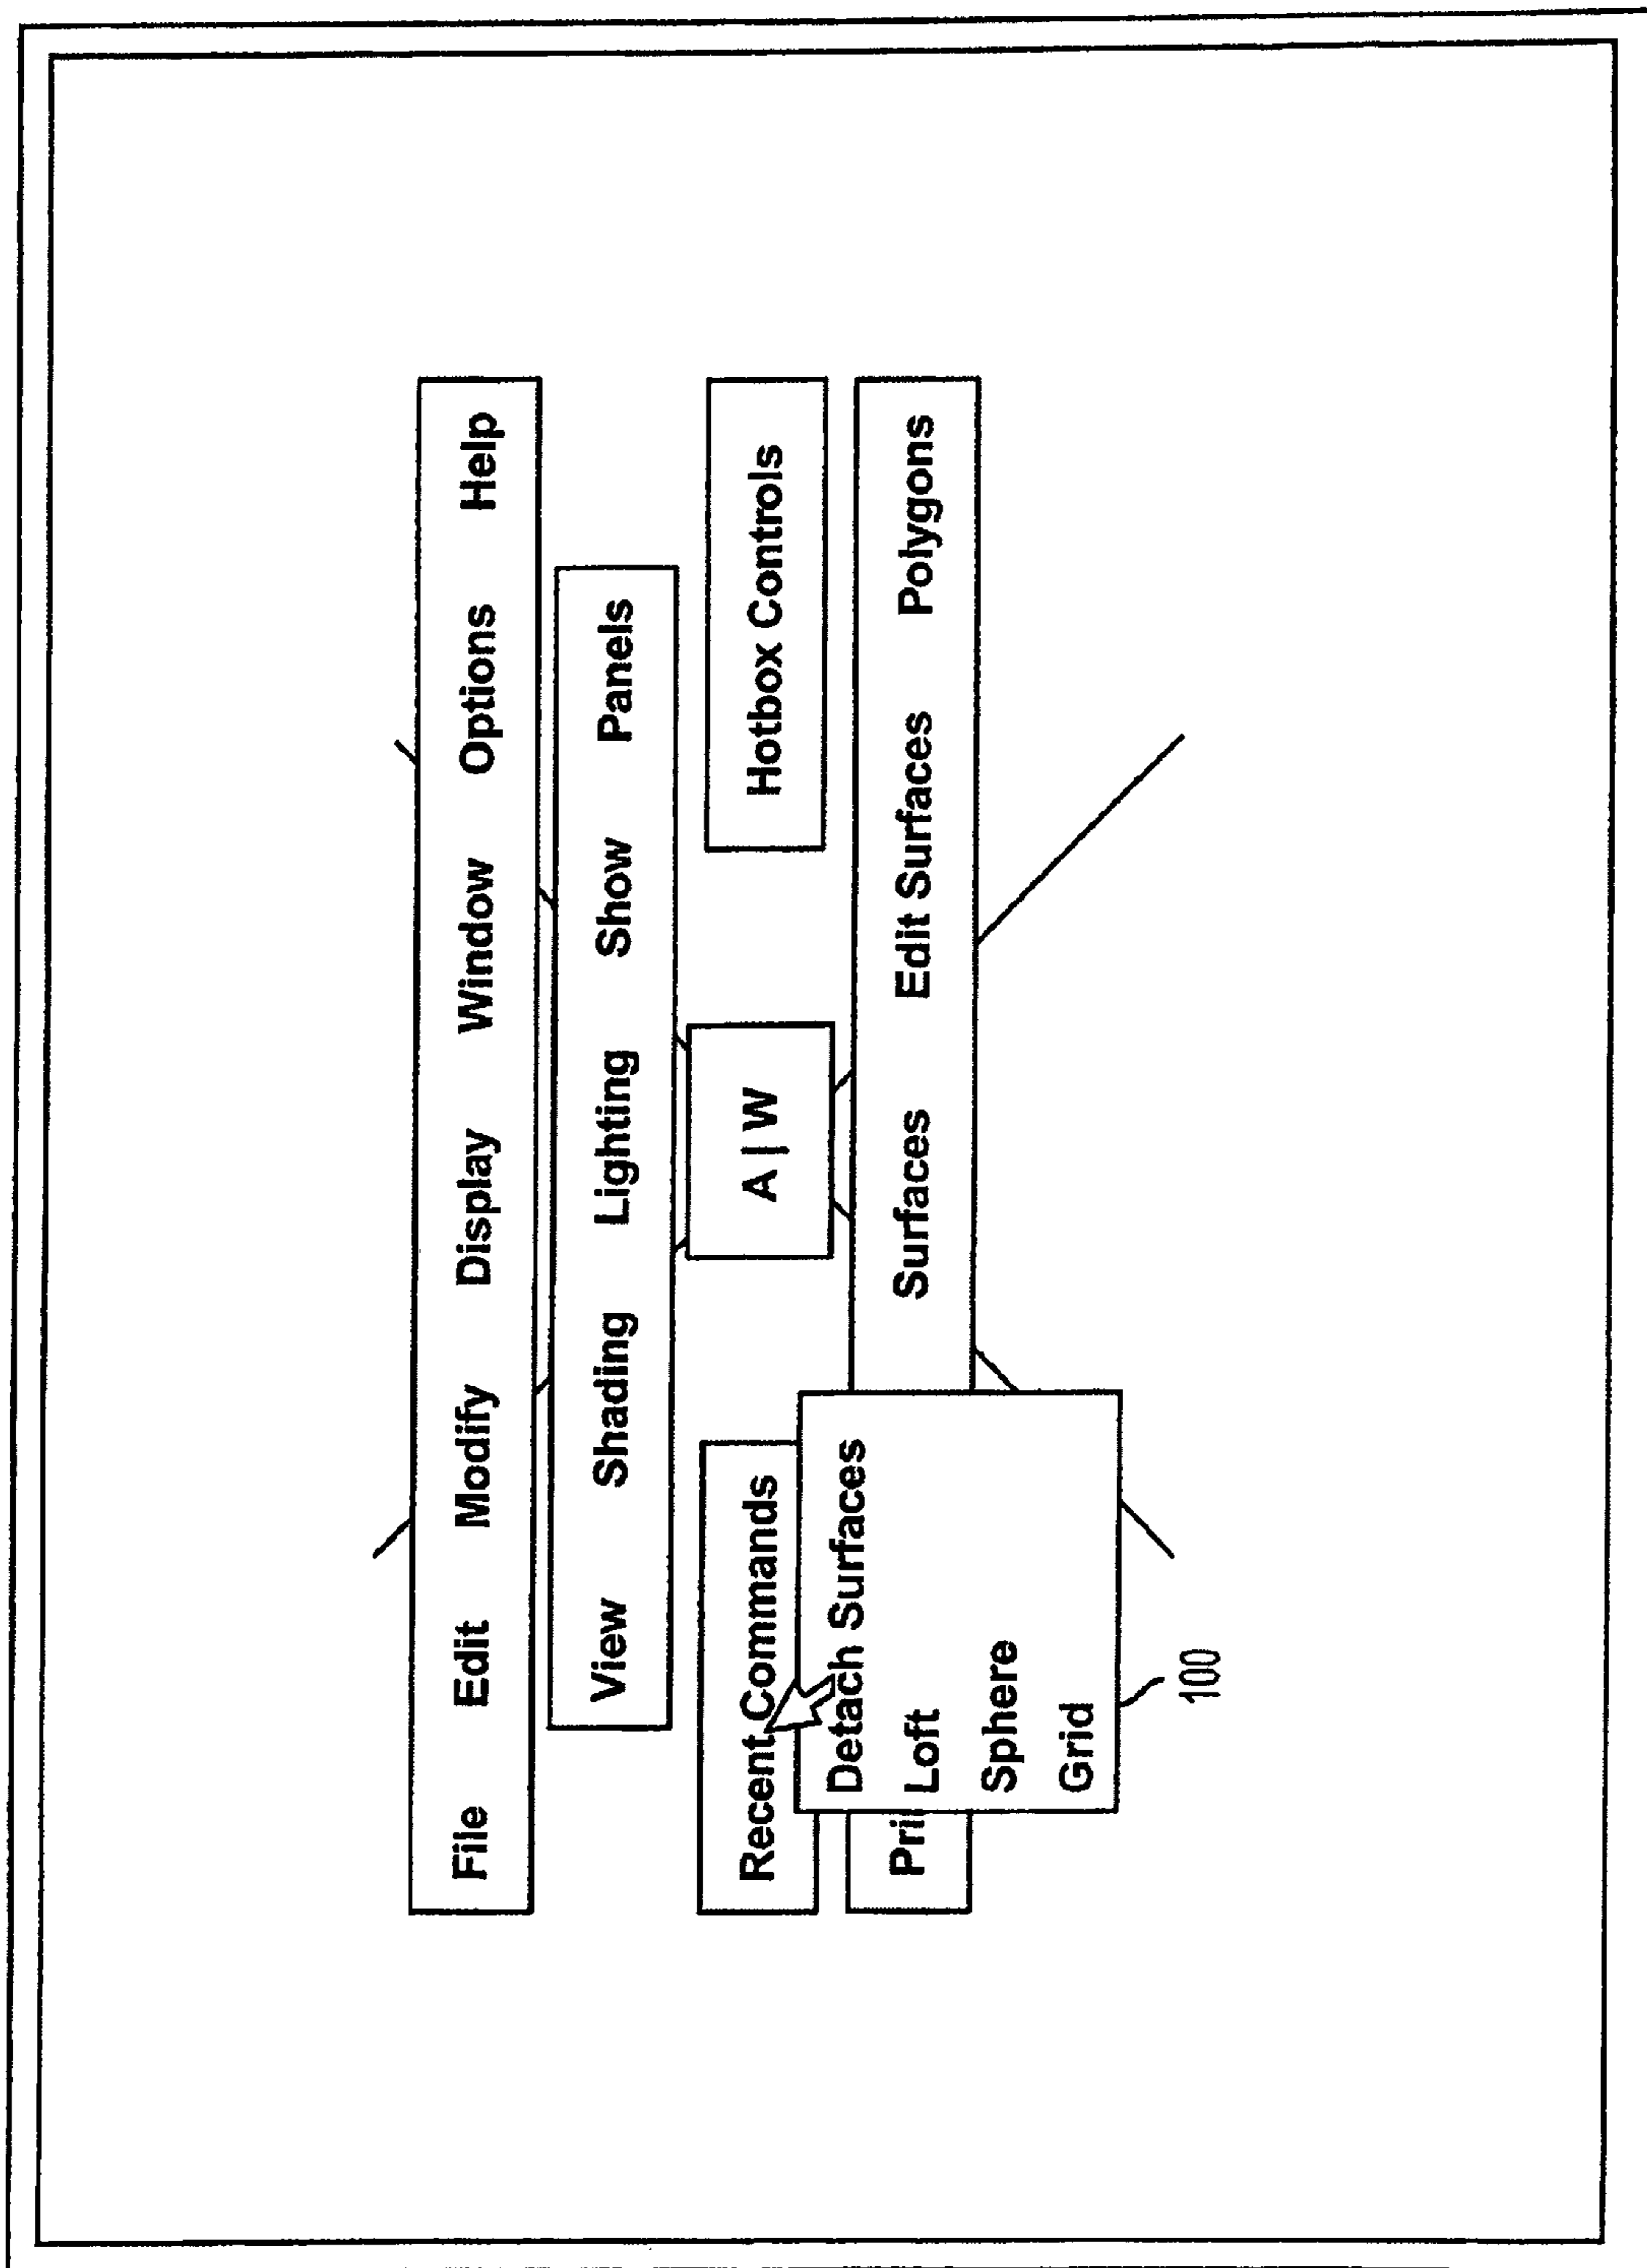 File Edit Modify Display Window Options Help
View Shading Lighting Show Panels
Recent Commands A | W Hotbox Controls
Detach Surfaces
Pri Surfaces Edit Surfaces Polygons
Loft
Sphere
Grid
100